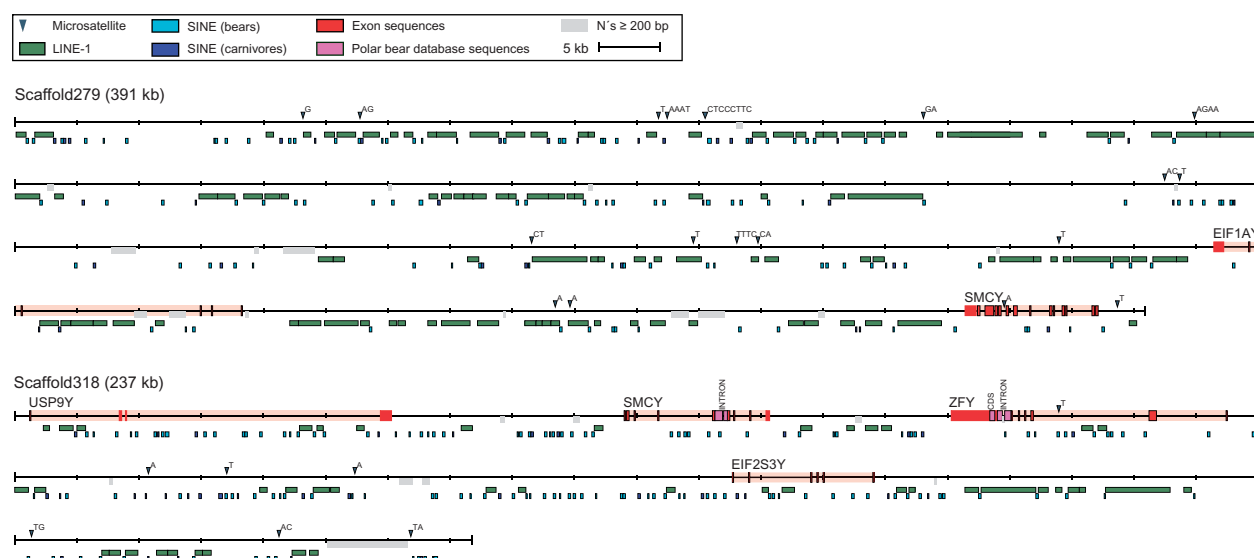 Microsatellite SINE (bears) Exon sequences N´s ≥ 200 bp
LINE-1 SINE (carnivores) Polar bear database sequences 5 kb
Scaffold279 (391 kb)
G AG T AAAT CTCCCTTC GA AGAA
AC T
CT T TTTC CA T EIF1AY
A A SMCY A T
Scaffold318 (237 kb)
USP9Y SMCY INTRON ZFY CDS INTRON T
A T A EIF2S3Y
TG AC TA